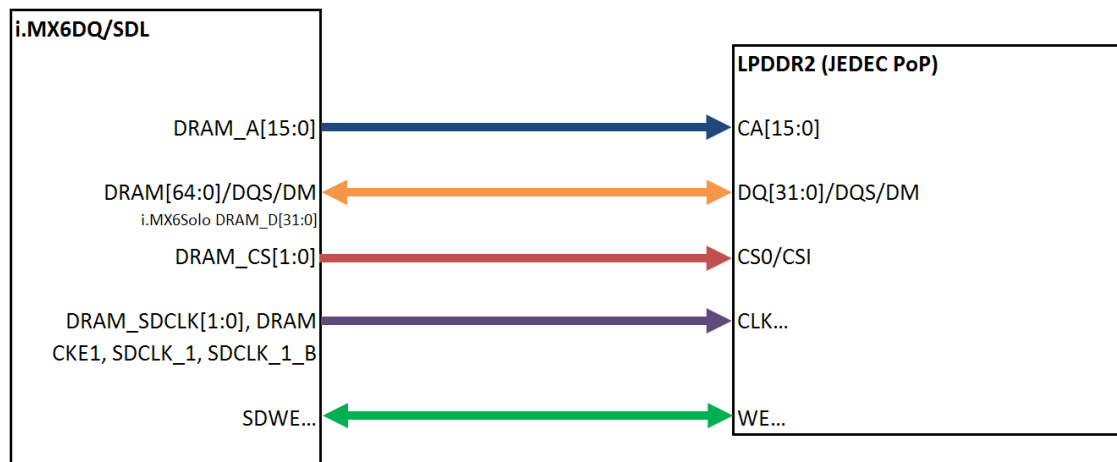 i.MX6DQ/SDL
DRAM_A[15:0]
DRAM[64:0]/DQS/DM
i.MX6Solo DRAM_D[31:0]
DRAM_CS[1:0]
DRAM_SDCLK[1:0], DRAM
CKE1, SDCLK_1, SDCLK_1_B
SDWE...
LPDDR2 (JEDEC PoP)
CA[15:0]
DQ[31:0]/DQS/DM
CS0/CSI
CLK...
WE...